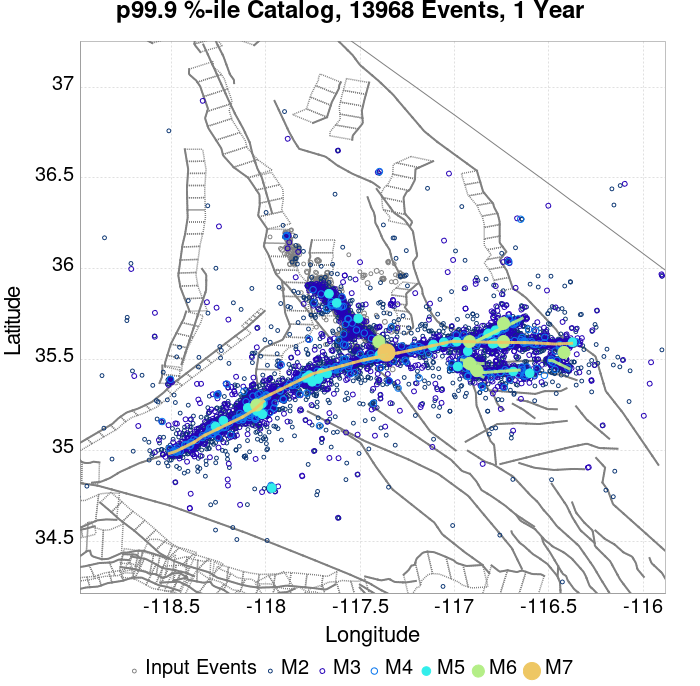 p99.9 %-ile Catalog, 13968 Events, 1 Year
37
36.5
36
35.5
35
34.5
Latitude
-118.5 -118 -117.5 -117 -116.5 -116
Longitude
Input Events M2 M3 M4 M5 M6 M7